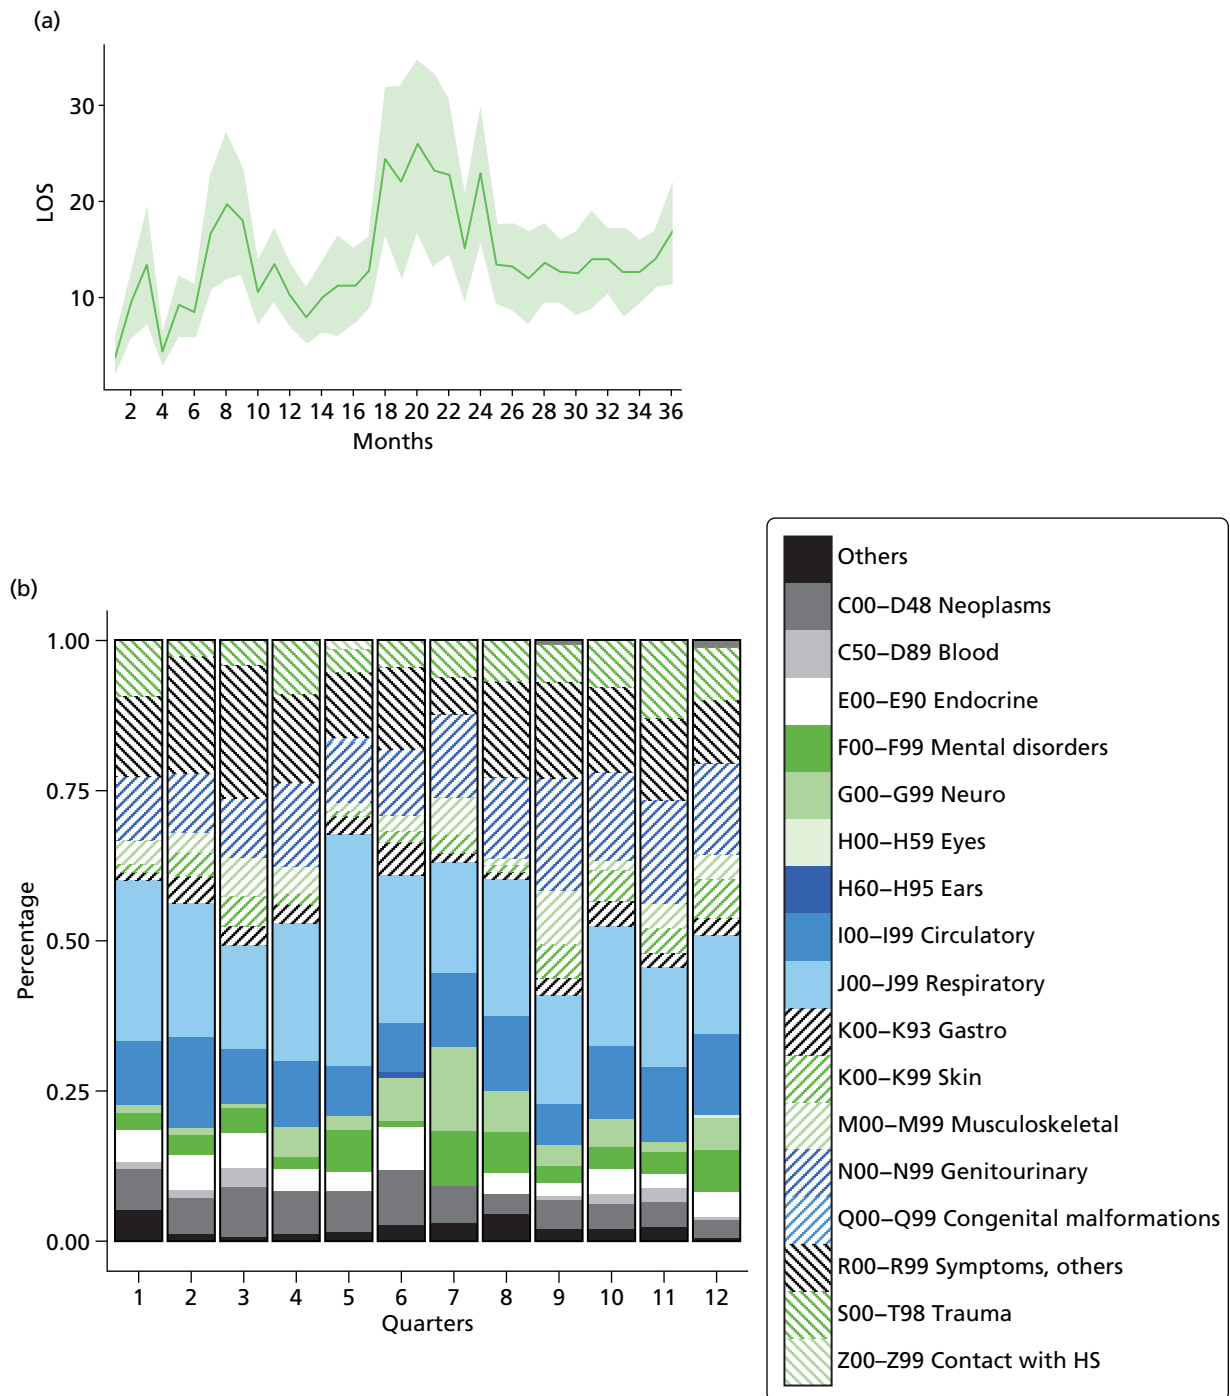 (a)
30
20
10
LOS
2 4 6 8 10 12 14 16 18 20 22 24 26 28 30 32 34 36
Months
(b)
1.00
0.75
0.50
0.25
0.00
Percentage
1 2 3 4 5 6 7 8 9 10 11 12
Quarters
Others
C00–D48 Neoplasms
C50–D89 Blood
E00–E90 Endocrine
F00–F99 Mental disorders
G00–G99 Neuro
H00–H59 Eyes
H60–H95 Ears
I00–I99 Circulatory
J00–J99 Respiratory
K00–K93 Gastro
K00–K99 Skin
M00–M99 Musculoskeletal
N00–N99 Genitourinary
Q00–Q99 Congenital malformations
R00–R99 Symptoms, others
S00–T98 Trauma
Z00–Z99 Contact with HS